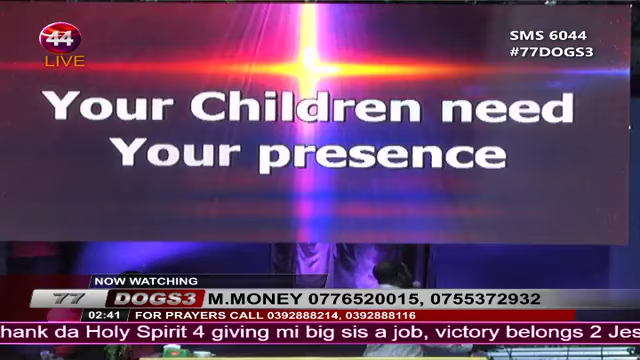 44
LIVE
SMS 6044
#77DOGS3
Your Children need
Your presence
NOW WATCHING
77 DOGS3 M.MONEY 0776520015, 0755372932
02:41 FOR PRAYERS CALL 0392888214, 0392888116
hank da Holy Spirit 4 giving mi big sis a job, victory belongs 2 Jes